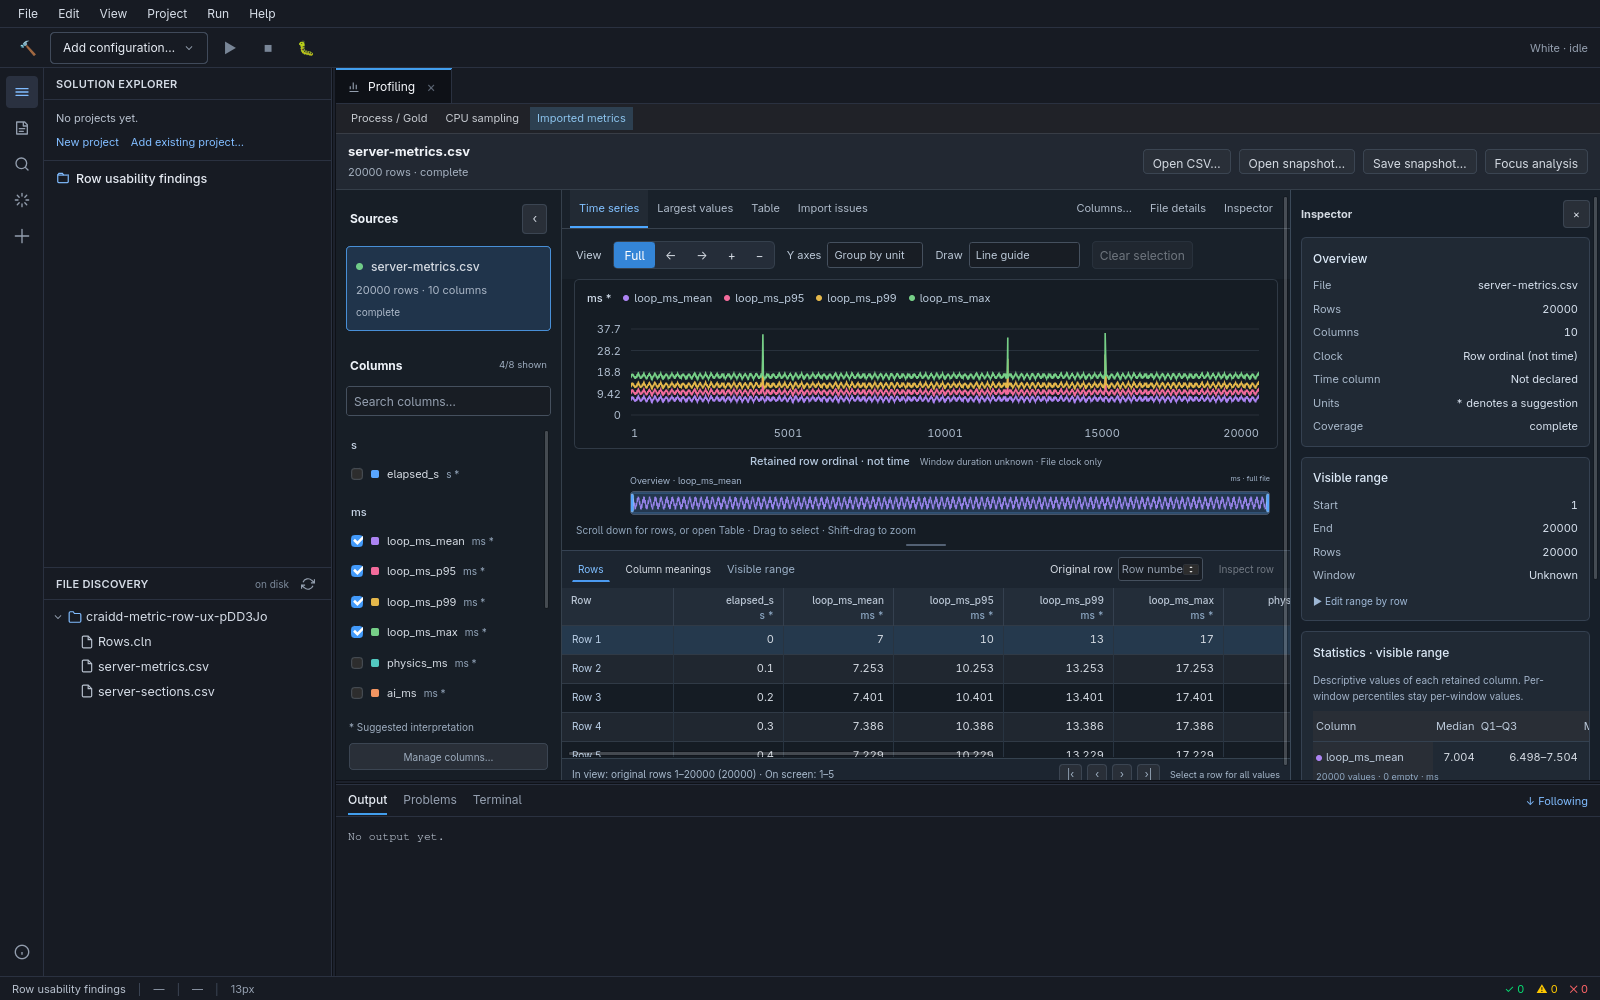 File Edit View Project Run Help
Add configuration...
White · idle
SOLUTION EXPLORER
No projects yet.
New project Add existing project...
Row usability findings
FILE DISCOVERY on disk
craidd-metric-row-ux-pDD3Jo
Rows.cln
server-metrics.csv
server-sections.csv
Profiling ×
Process / Gold CPU sampling Imported metrics
server-metrics.csv
20000 rows · complete
Open CSV... Open snapshot... Save snapshot... Focus analysis
Sources ‹
server-metrics.csv
20000 rows · 10 columns
complete
Columns 4/8 shown
Search columns...
s
elapsed_s s *
ms
loop_ms_mean ms *
loop_ms_p95 ms *
loop_ms_p99 ms *
loop_ms_max ms *
physics_ms ms *
ai_ms ms *
* Suggested interpretation
Manage columns...
Time series Largest values Table Import issues Columns... File details Inspector
View Full ← → + − Y axes Group by unit Draw Line guide Clear selection
ms * loop_ms_mean loop_ms_p95 loop_ms_p99 loop_ms_max
37.7
28.2
18.8
9.42
0
1 5001 10001 15000 20000
Retained row ordinal · not time Window duration unknown · File clock only
Overview · loop_ms_mean ms · full file
Scroll down for rows, or open Table · Drag to select · Shift-drag to zoom
Rows Column meanings Visible range Original row Row numbe Inspect row
Row elapsed_s loop_ms_mean loop_ms_p95 loop_ms_p99 loop_ms_max phys
s * ms * ms * ms * ms *
Row 1 0 7 10 13 17
Row 2 0.1 7.253 10.253 13.253 17.253
Row 3 0.2 7.401 10.401 13.401 17.401
Row 4 0.3 7.386 10.386 13.386 17.386
Row 5 0.4 7.229 10.229 13.229 17.229
In view: original rows 1–20000 (20000) · On screen: 1–5 |‹ ‹ › ›| Select a row for all values
Inspector ×
Overview
File server-metrics.csv
Rows 20000
Columns 10
Clock Row ordinal (not time)
Time column Not declared
Units * denotes a suggestion
Coverage complete
Visible range
Start 1
End 20000
Rows 20000
Window Unknown
▶ Edit range by row
Statistics · visible range
Descriptive values of each retained column. Per-
window percentiles stay per-window values.
Column Median Q1–Q3
loop_ms_mean 7.004 6.498–7.504
20000 values · 0 empty · ms
Output Problems Terminal ↓ Following
No output yet.
Row usability findings — — 13px 0 0 0